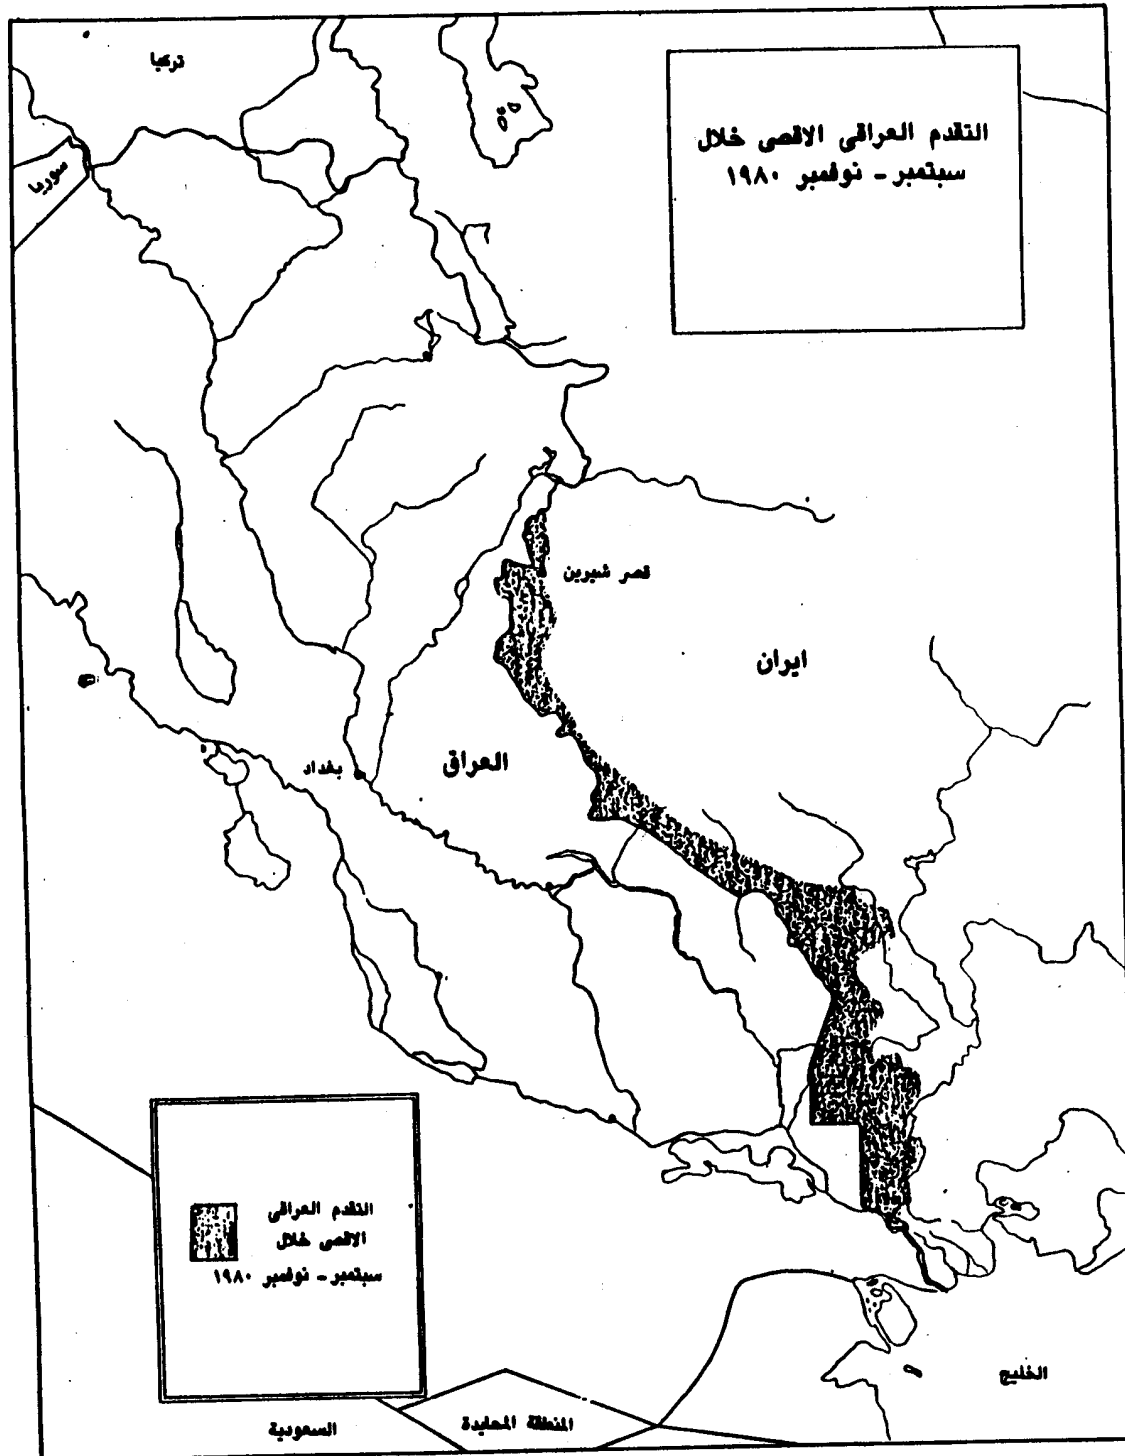 تركيا
سوريا
التقدم العراقى الاقصى خلال
سبتمبر - نوفمبر ١٩٨٠
قصر شيرين
ايران
العراق
بغداد
التقدم العراقى
الاقصى خلال
سبتمبر - نوفمبر ١٩٨٠
الخليج
المنطقة المحايدة
السعودية